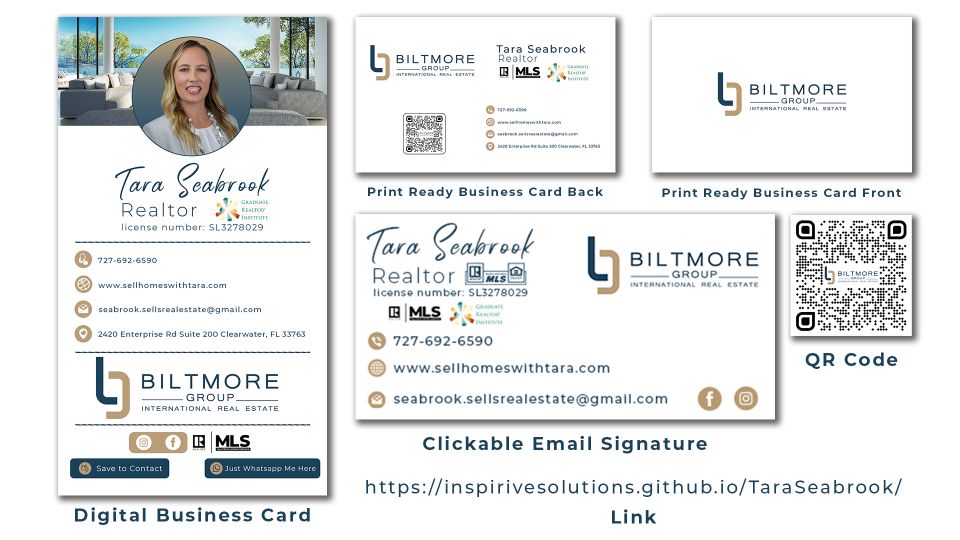 Tara Seabrook
Realtor
GRADUATE,
REALTOR®
INSTITUTE
license number: SL3278029
727-692-6590
www.sellhomeswithtara.com
seabrook.sellsrealestate@gmail.com
2420 Enterprise Rd Suite 200 Clearwater, FL 33763
BILTMORE
GROUP
INTERNATIONAL REAL ESTATE
MLS
Save to Contact
Just Whatsapp Me Here
Digital Business Card
BILTMORE
GROUP
INTERNATIONAL REAL ESTATE
Tara Seabrook
Realtor
MLS
GRADUATE
REALTOR
INSTITUTE
727-692-6590
www.sellhomeswithtara.com
seabrook.sellsrealestate@gmail.com
2420 Enterprise Rd Suite 200 Clearwater, FL 33763
Print Ready Business Card Back
BILTMORE
GROUP
INTERNATIONAL REAL ESTATE
Print Ready Business Card Front
Tara Seabrook
Realtor
MLS
license number: SL3278029
MLS
GRADUATE
REALTOR
INSTITUTE
727-692-6590
www.sellhomeswithtara.com
seabrook.sellsrealestate@gmail.com
BILTMORE
GROUP
INTERNATIONAL REAL ESTATE
Clickable Email Signature
BILTMORE
GROUP
INTERNATIONAL REAL ESTATE
QR Code
https://inspirivesolutions.github.io/TaraSeabrook/
Link